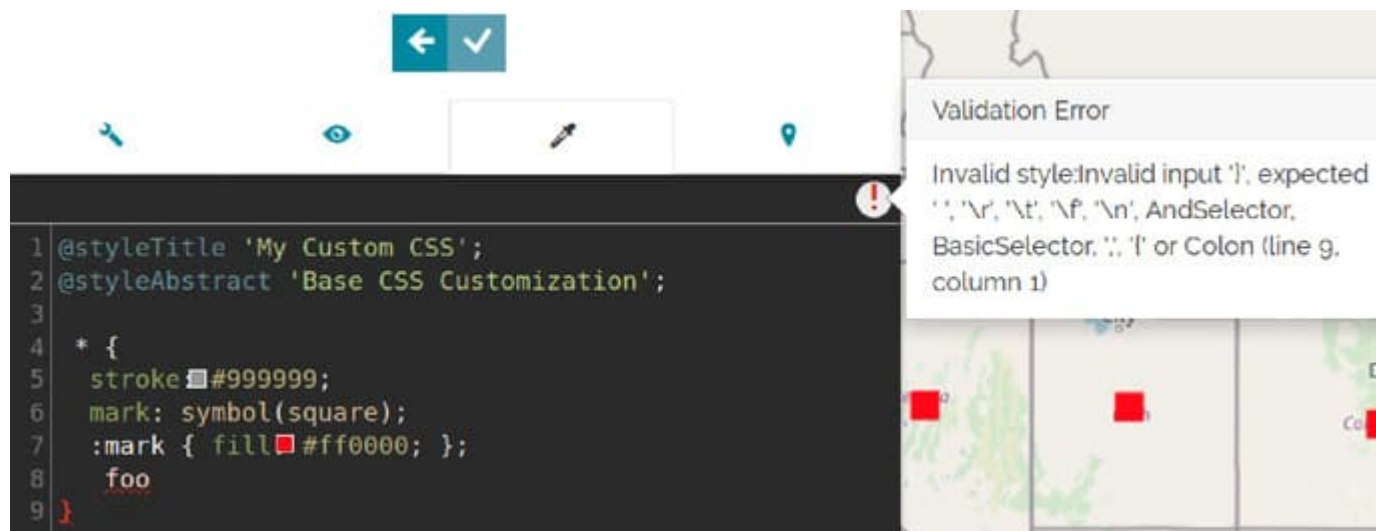 Validation Error
Invalid style:Invalid input '}', expected
' ', '\r', '\t', '\f', '\n', AndSelector,
BasicSelector, ',', '{' or Colon (line 9,
column 1)
1 @styleTitle 'My Custom CSS';
2 @styleAbstract 'Base CSS Customization';
3
4 * {
5 stroke: #999999;
6 mark: symbol(square);
7 :mark { fill: #ff0000; };
8 foo
9 }